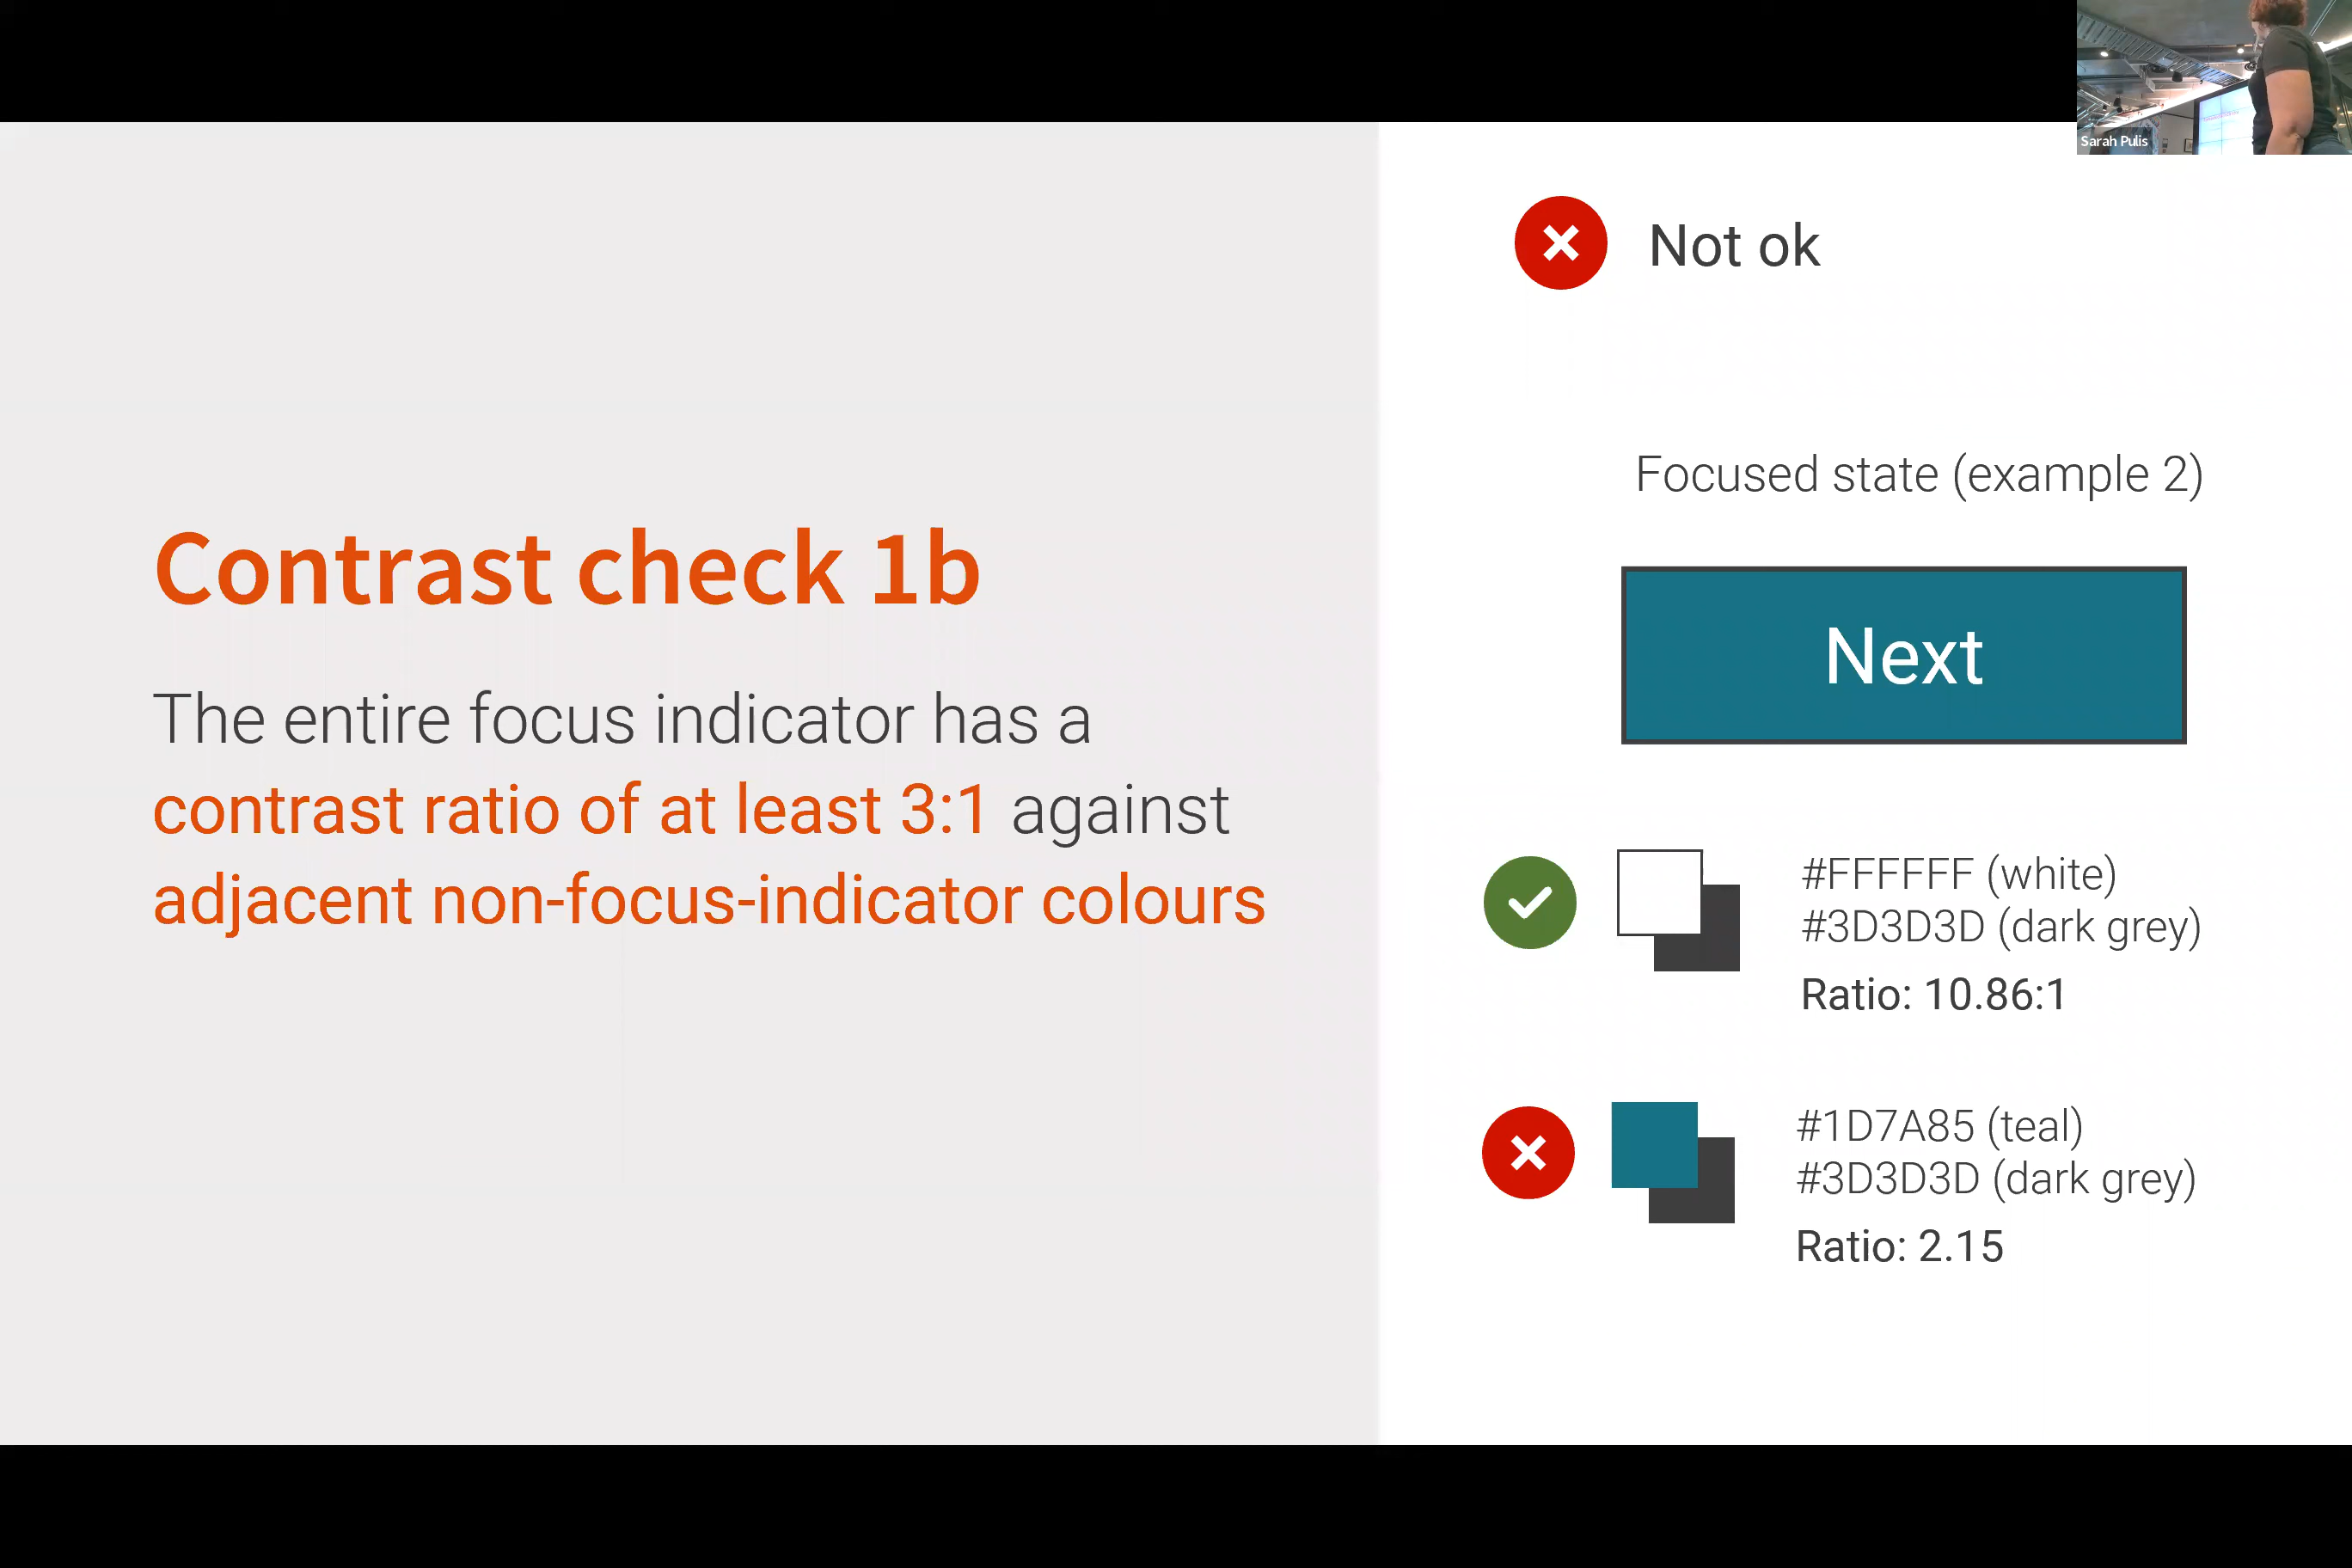 Sarah Pulis
Contrast check 1b
The entire focus indicator has a
contrast ratio of at least 3:1 against
adjacent non-focus-indicator colours
Not ok
Focused state (example 2)
Next
#FFFFFF (white)
#3D3D3D (dark grey)
Ratio: 10.86:1
#1D7A85 (teal)
#3D3D3D (dark grey)
Ratio: 2.15